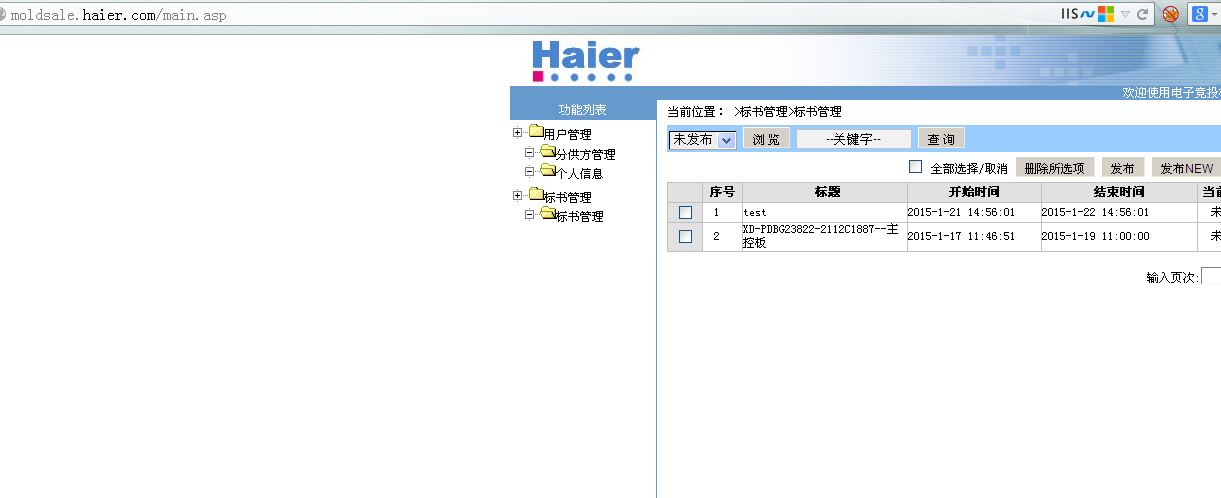 moldsale.haier.com/main.asp
IIS
8
Haier
欢迎使用电子竞投标
功能列表
当前位置： >标书管理>标书管理
用户管理
分供方管理
个人信息
标书管理
标书管理
未发布 浏 览 --关键字-- 查 询
全部选择/取消 删除所选项 发布 发布NEW
序号 标题 开始时间 结束时间 当前
1 test 2015-1-21 14:56:01 2015-1-22 14:56:01 未
2 XD-PDBG23822-2112C1887--主控板 2015-1-17 11:46:51 2015-1-19 11:00:00 未
输入页次: